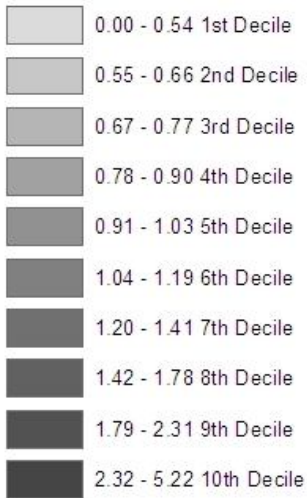 0.00 - 0.54 1st Decile
0.55 - 0.66 2nd Decile
0.67 - 0.77 3rd Decile
0.78 - 0.90 4th Decile
0.91 - 1.03 5th Decile
1.04 - 1.19 6th Decile
1.20 - 1.41 7th Decile
1.42 - 1.78 8th Decile
1.79 - 2.31 9th Decile
2.32 - 5.22 10th Decile